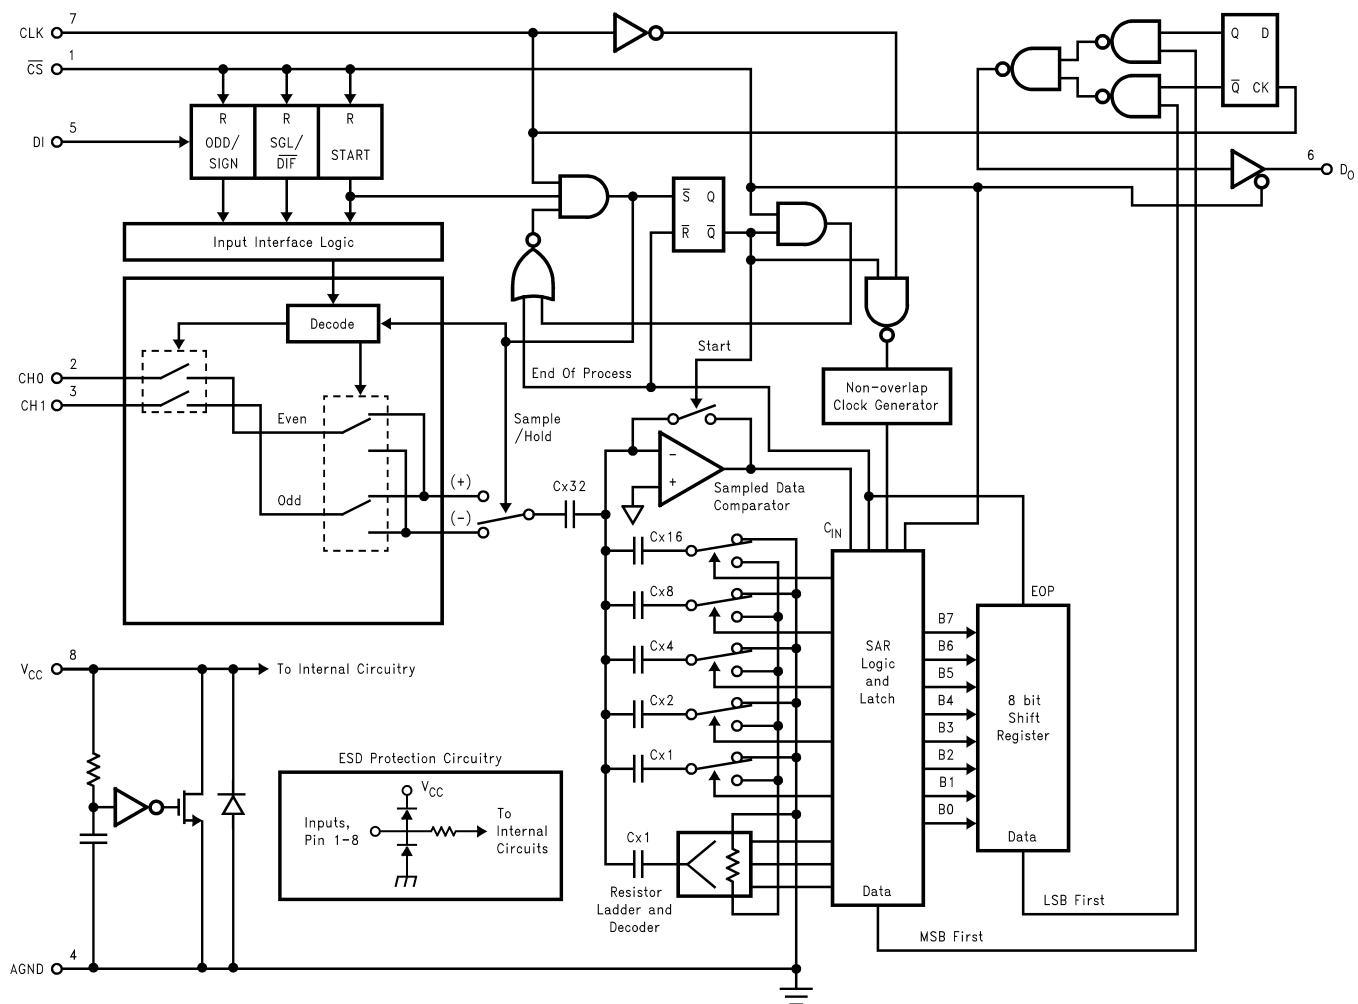 CLK
7
CS
1
DI
5
R
R
R
ODD/
SIGN
SGL/
DIF
START
Input Interface Logic
Decode
CH0
2
CH1
3
Even
Odd
(+)
(-)
Sample
/Hold
End Of Process
Start
S Q
R Q
Q D
Q CK
6
DO
Non-overlap
Clock Generator
Cx32
-
+
Sampled Data
Comparator
CIN
Cx16
Cx8
Cx4
Cx2
Cx1
Cx1
Resistor
Ladder and
Decoder
SAR
Logic
and
Latch
Data
EOP
B7
B6
B5
B4
B3
B2
B1
B0
8 bit
Shift
Register
Data
LSB First
MSB First
VCC
8
To Internal Circuitry
ESD Protection Circuitry
VCC
Inputs,
Pin 1-8
To
Internal
Circuits
AGND
4